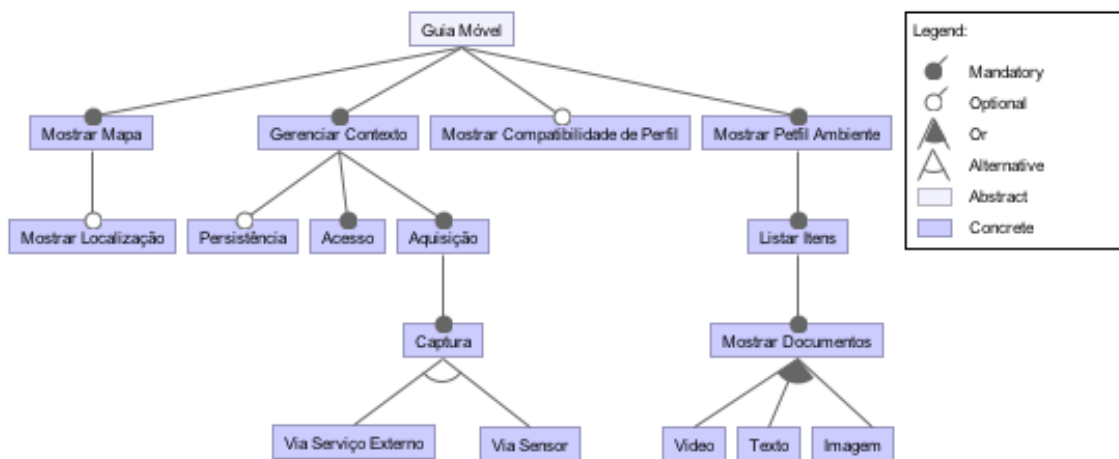 Guia Móvel
Legend:
Mandatory
Optional
Or
Alternative
Abstract
Concrete
Mostrar Mapa
Gerenciar Contexto
Mostrar Compatibilidade de Perfil
Mostrar Petfil Ambiente
Mostrar Localização
Persistência
Acesso
Aquisição
Listar Itens
Captura
Mostrar Documentos
Via Serviço Externo
Via Sensor
Video
Texto
Imagem